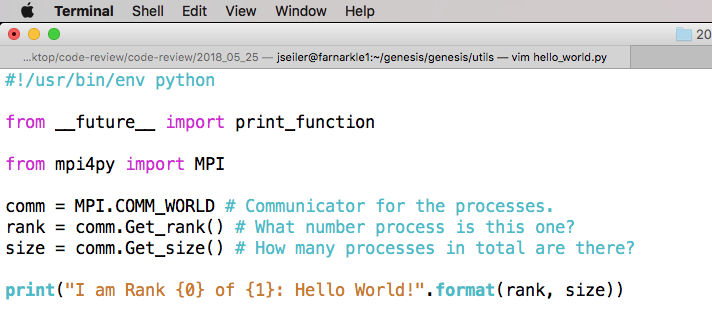 Terminal Shell Edit View Window Help
20
...ktop/code-review/code-review/2018_05_25 — jseiler@farnarkle1:~/genesis/genesis/utils — vim hello_world.py
#!/usr/bin/env python
from __future__ import print_function
from mpi4py import MPI
comm = MPI.COMM_WORLD # Communicator for the processes.
rank = comm.Get_rank() # What number process is this one?
size = comm.Get_size() # How many processes in total are there?
print("I am Rank {0} of {1}: Hello World!".format(rank, size))